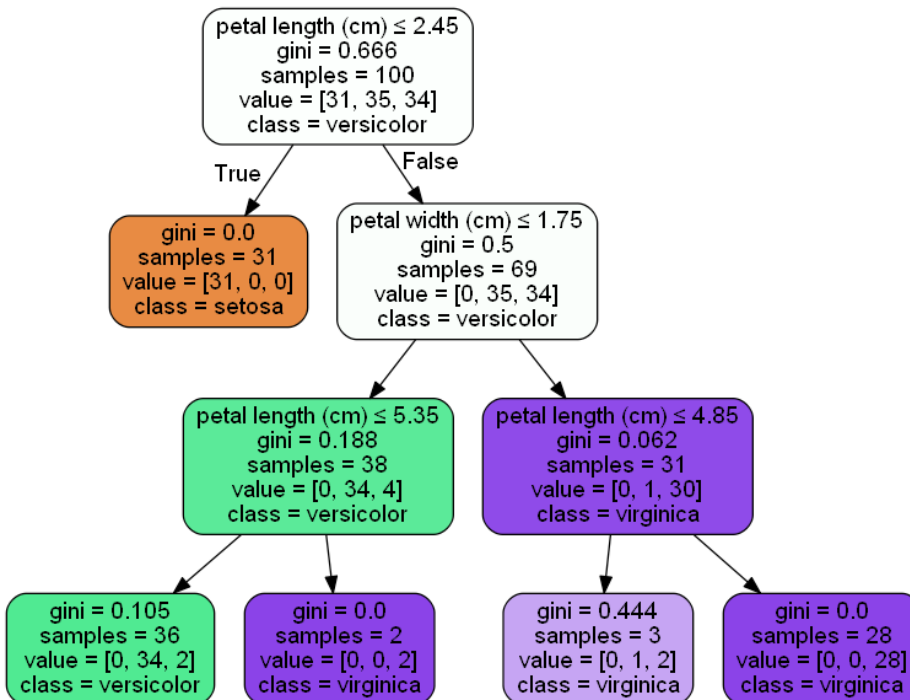 petal length (cm) ≤ 2.45
gini = 0.666
samples = 100
value = [31, 35, 34]
class = versicolor
True
False
gini = 0.0
samples = 31
value = [31, 0, 0]
class = setosa
petal width (cm) ≤ 1.75
gini = 0.5
samples = 69
value = [0, 35, 34]
class = versicolor
petal length (cm) ≤ 5.35
gini = 0.188
samples = 38
value = [0, 34, 4]
class = versicolor
petal length (cm) ≤ 4.85
gini = 0.062
samples = 31
value = [0, 1, 30]
class = virginica
gini = 0.105
samples = 36
value = [0, 34, 2]
class = versicolor
gini = 0.0
samples = 2
value = [0, 0, 2]
class = virginica
gini = 0.444
samples = 3
value = [0, 1, 2]
class = virginica
gini = 0.0
samples = 28
value = [0, 0, 28]
class = virginica